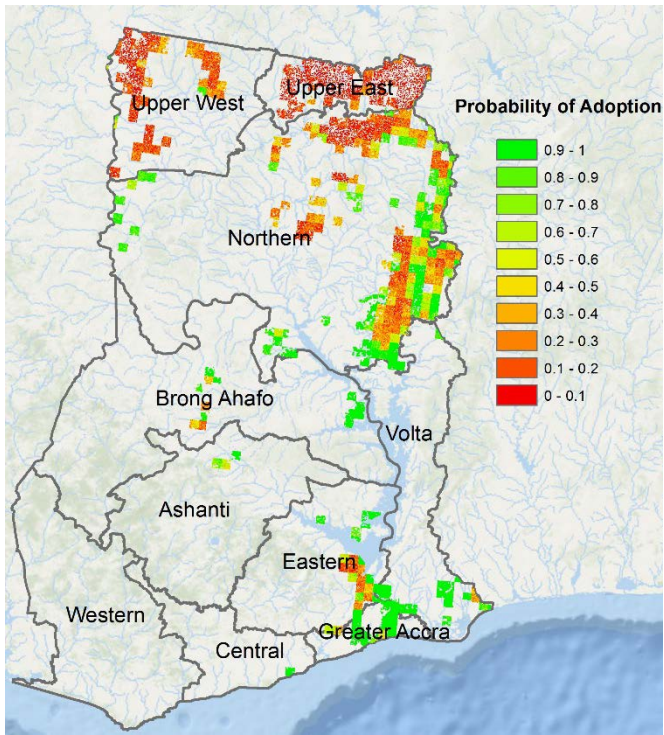 Upper West
Upper East
Probability of Adoption
0.9 - 1
0.8 - 0.9
0.7 - 0.8
0.6 - 0.7
0.5 - 0.6
0.4 - 0.5
0.3 - 0.4
0.2 - 0.3
0.1 - 0.2
0 - 0.1
Northern
Brong Ahafo
Volta
Ashanti
Eastern
Western
Central
Greater Accra